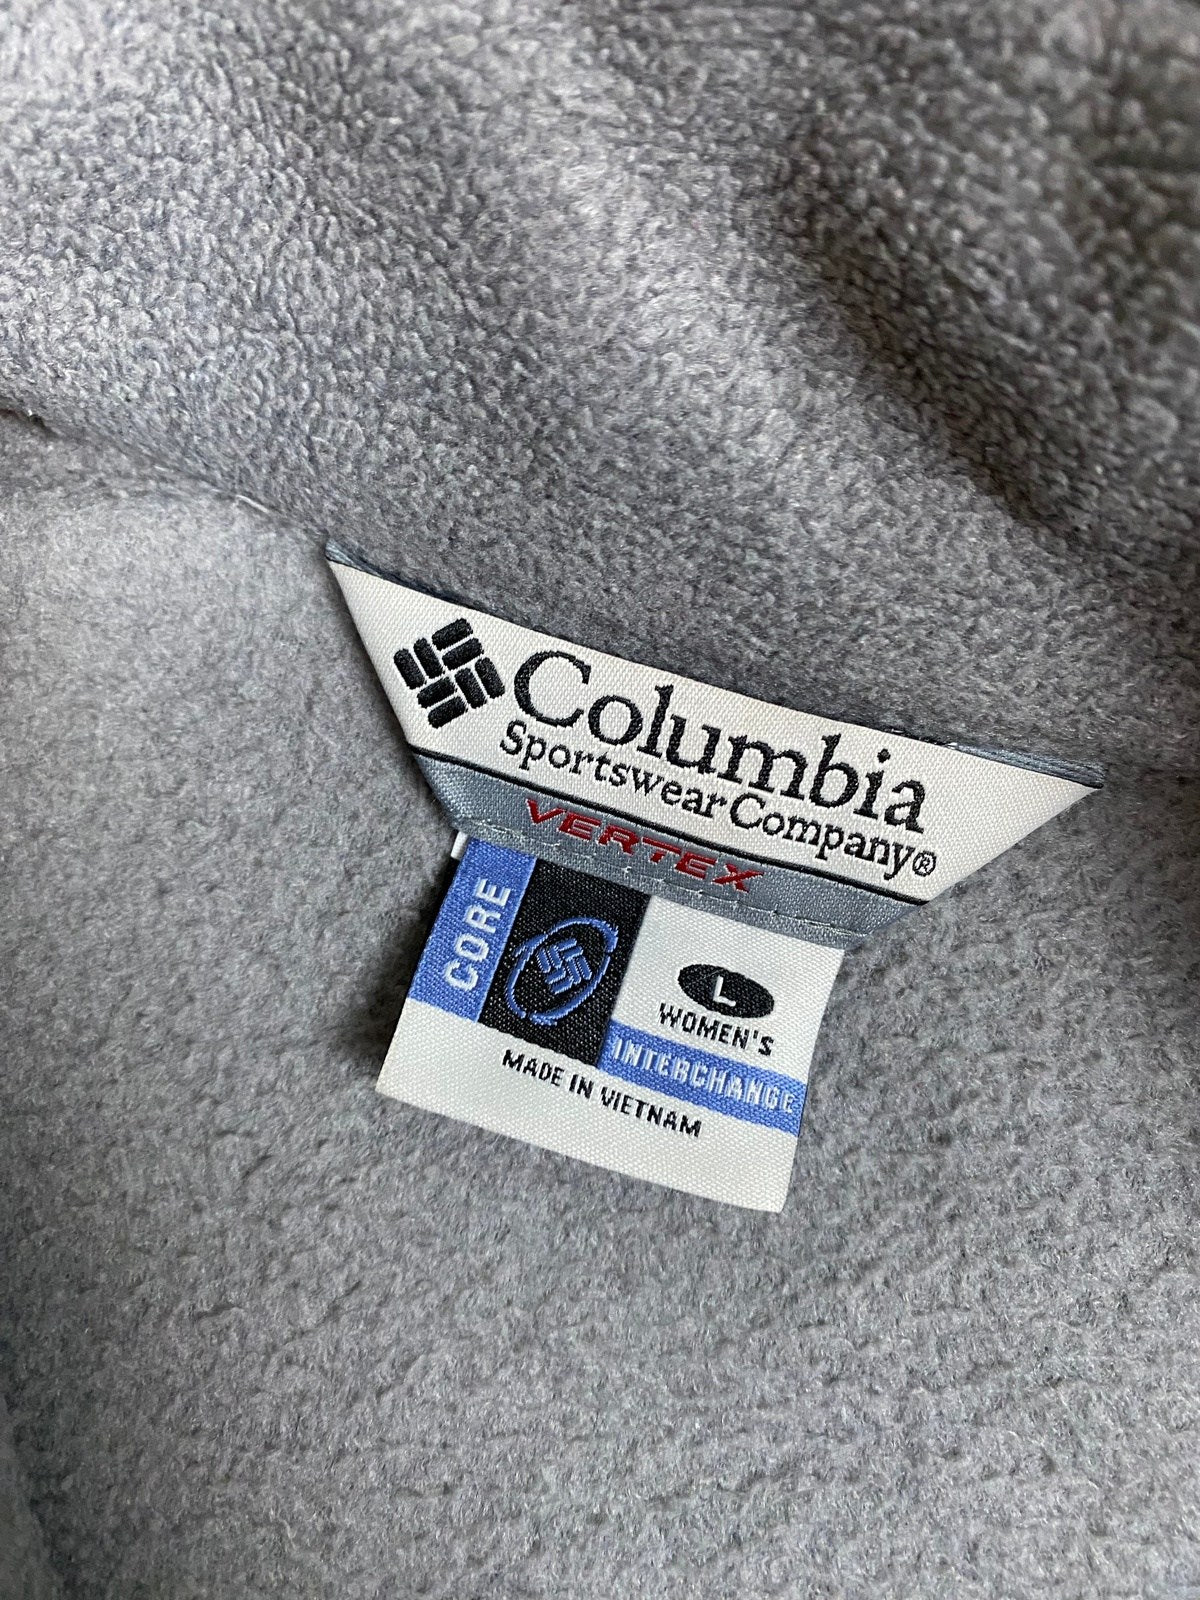 Columbia
Sportswear Company®
VERTEX
CORE
L
WOMEN'S
INTERCHANGE
MADE IN VIETNAM